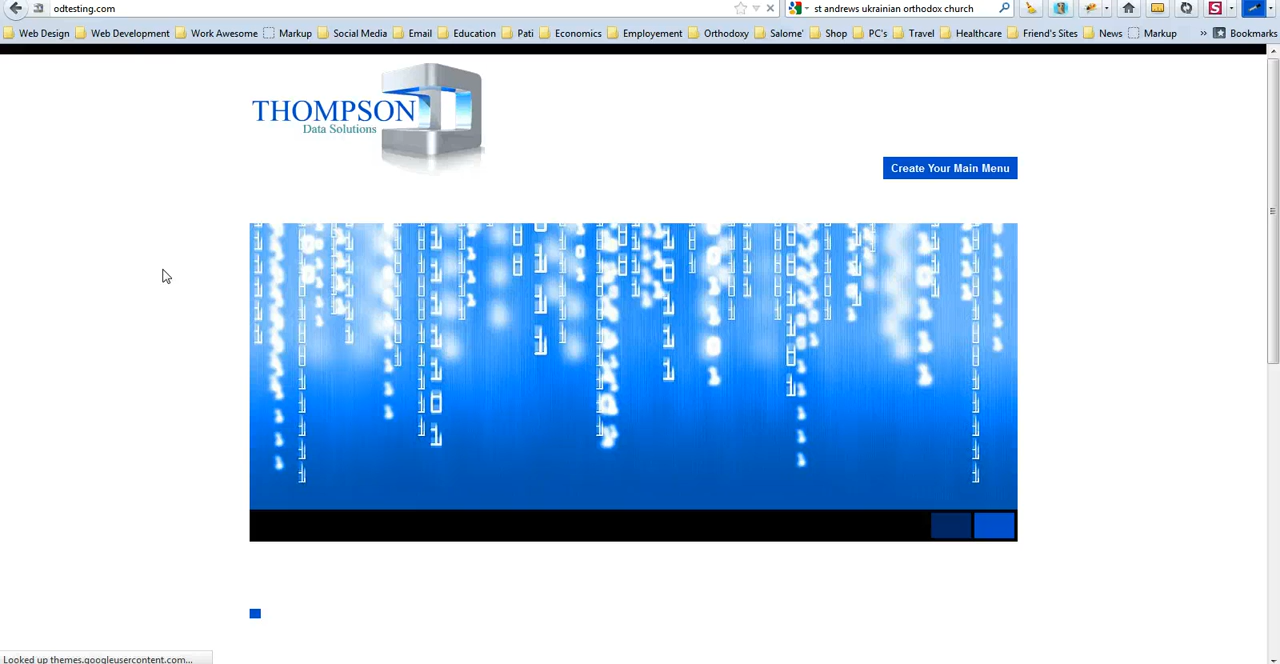 odtesting.com
st andrews ukrainian orthodox church
Web Design Web Development Work Awesome Markup Social Media Email Education Pati Economics Employement Orthodoxy Salome' Shop PC's Travel Healthcare Friend's Sites News Markup » Bookmarks
THOMPSON
Data Solutions
Create Your Main Menu
Looked up themes.googleusercontent.com...